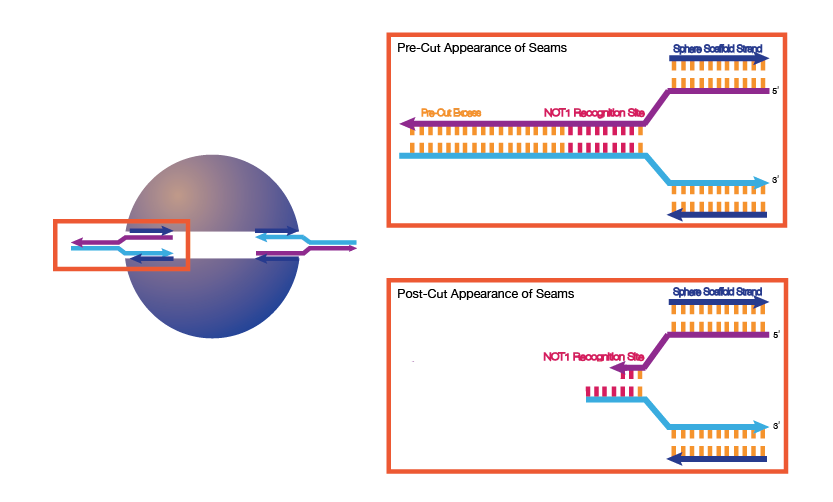 Pre-Cut Appearance of Seams
Sphere Scaffold Strand
5'
Pre-Cut Excess
NOT1 Recognition Site
3'
Post-Cut Appearance of Seams
Sphere Scaffold Strand
5'
NOT1 Recognition Site
3'